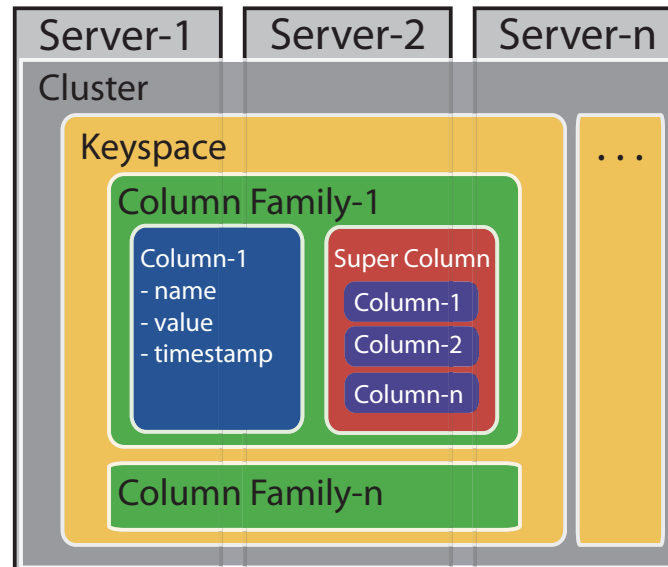 Server-1
Server-2
Server-n
Cluster
Keyspace
. . .
Column Family-1
Column-1
- name
- value
- timestamp
Super Column
Column-1
Column-2
Column-n
Column Family-n